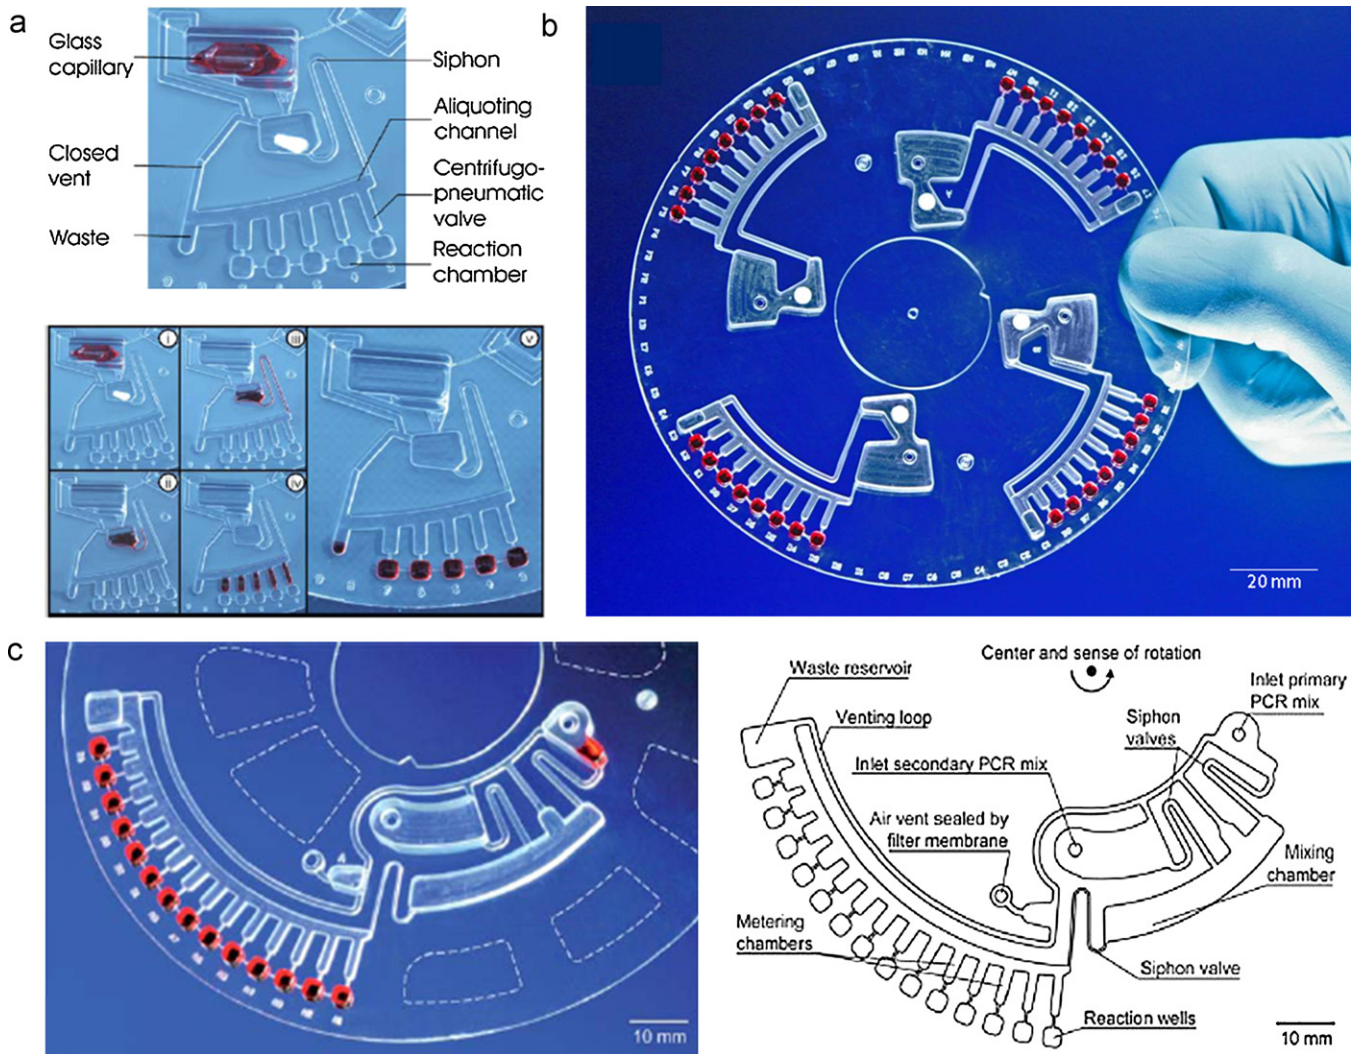 a
Glass
capillary
Siphon
Aliquoting
channel
Closed
vent
Centrifugo-
pneumatic
valve
Waste
Reaction
chamber
i
iii
v
ii
iv
b
20 mm
c
A
10 mm
Center and sense of rotation
Waste reservoir
Inlet primary
PCR mix
Venting loop
Siphon
valves
Inlet secondary PCR mix
Air vent sealed by
filter membrane
Mixing
chamber
Metering
chambers
Siphon valve
Reaction wells
10 mm